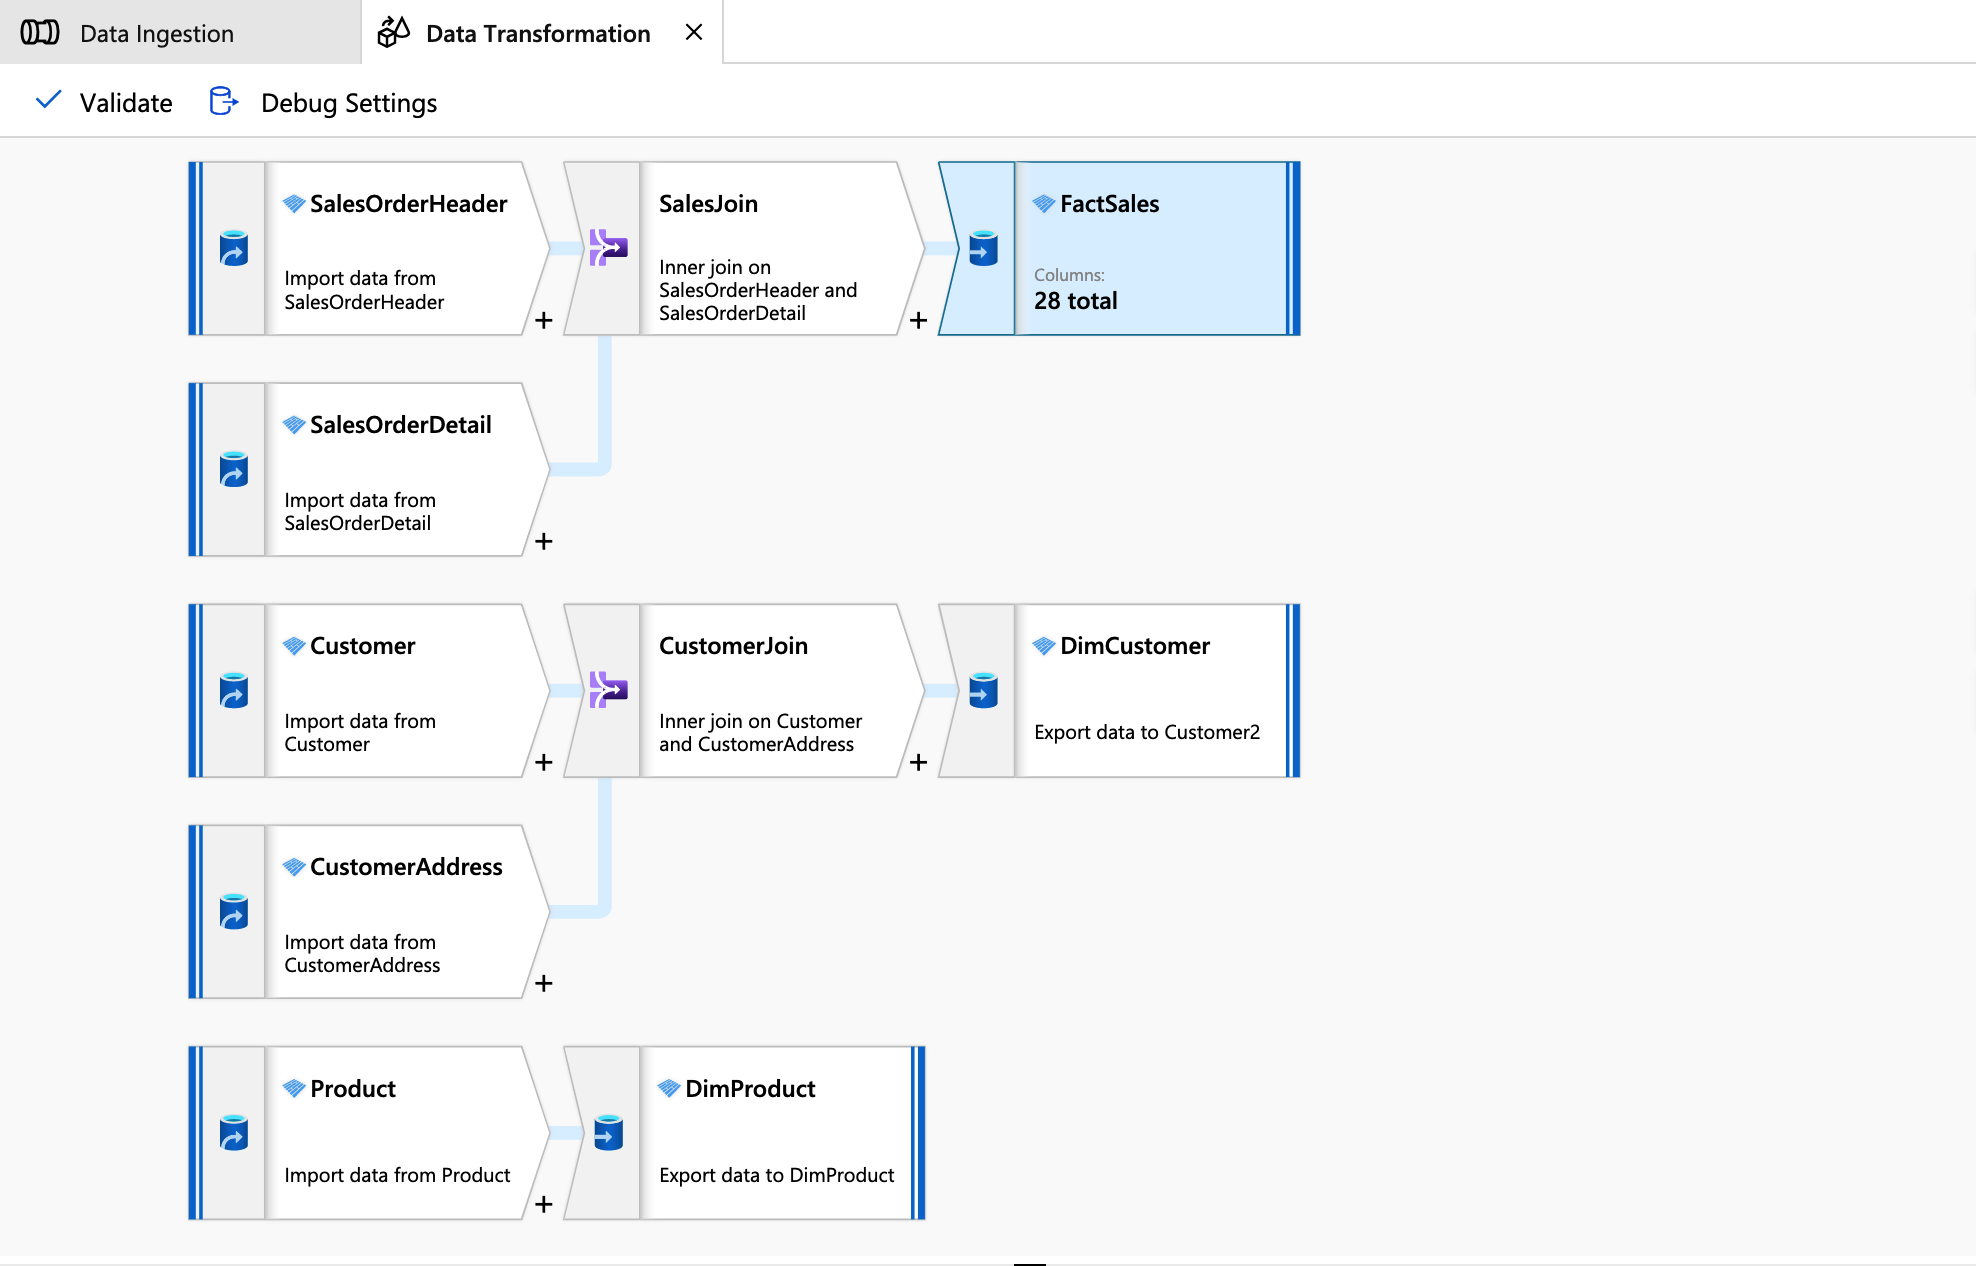 Data Ingestion
Data Transformation
Validate
Debug Settings
SalesOrderHeader
Import data from
SalesOrderHeader
+
SalesJoin
Inner join on
SalesOrderHeader and
SalesOrderDetail
+
FactSales
Columns:
28 total
SalesOrderDetail
Import data from
SalesOrderDetail
+
Customer
Import data from
Customer
+
CustomerJoin
Inner join on Customer
and CustomerAddress
+
DimCustomer
Export data to Customer2
CustomerAddress
Import data from
CustomerAddress
+
Product
Import data from Product
+
DimProduct
Export data to DimProduct